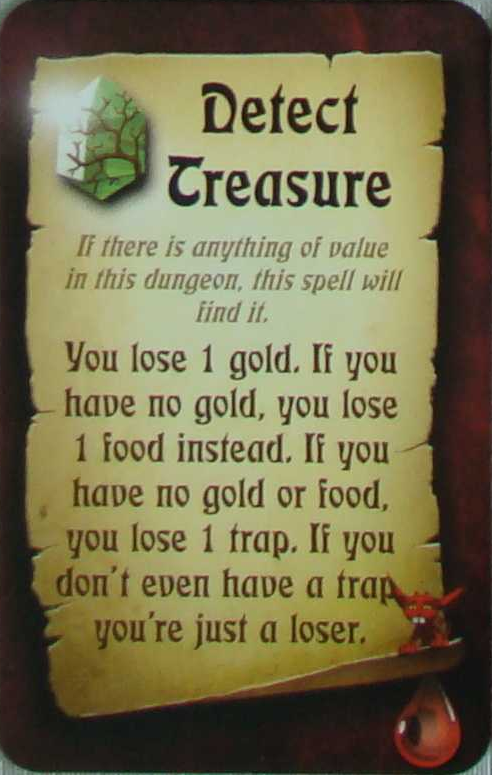 Detect
Treasure
If there is anything of value
in this dungeon, this spell will
find it.
You lose 1 gold. If you
have no gold, you lose
1 food instead. If you
have no gold or food,
you lose 1 trap. If you
don't even have a trap
you're just a loser.